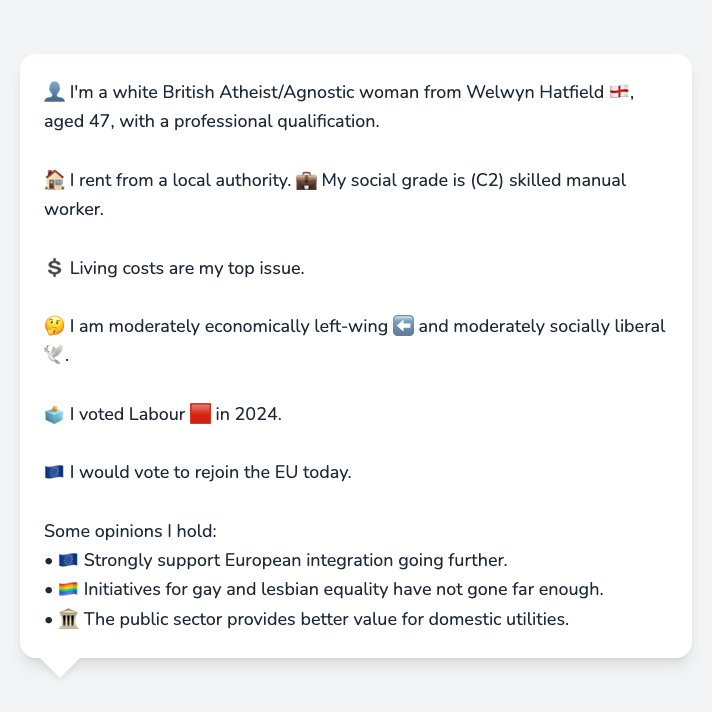 👤 I'm a white British Atheist/Agnostic woman from Welwyn Hatfield 🏴󠁧󠁢󠁥󠁮󠁧󠁿,
aged 47, with a professional qualification.
🏠 I rent from a local authority. 💼 My social grade is (C2) skilled manual
worker.
💲 Living costs are my top issue.
🤔 I am moderately economically left-wing ⬅️ and moderately socially liberal
🕊️.
🗳️ I voted Labour 🟥 in 2024.
🇪🇺 I would vote to rejoin the EU today.
Some opinions I hold:
• 🇪🇺 Strongly support European integration going further.
• 🏳️‍🌈 Initiatives for gay and lesbian equality have not gone far enough.
• 🏛️ The public sector provides better value for domestic utilities.